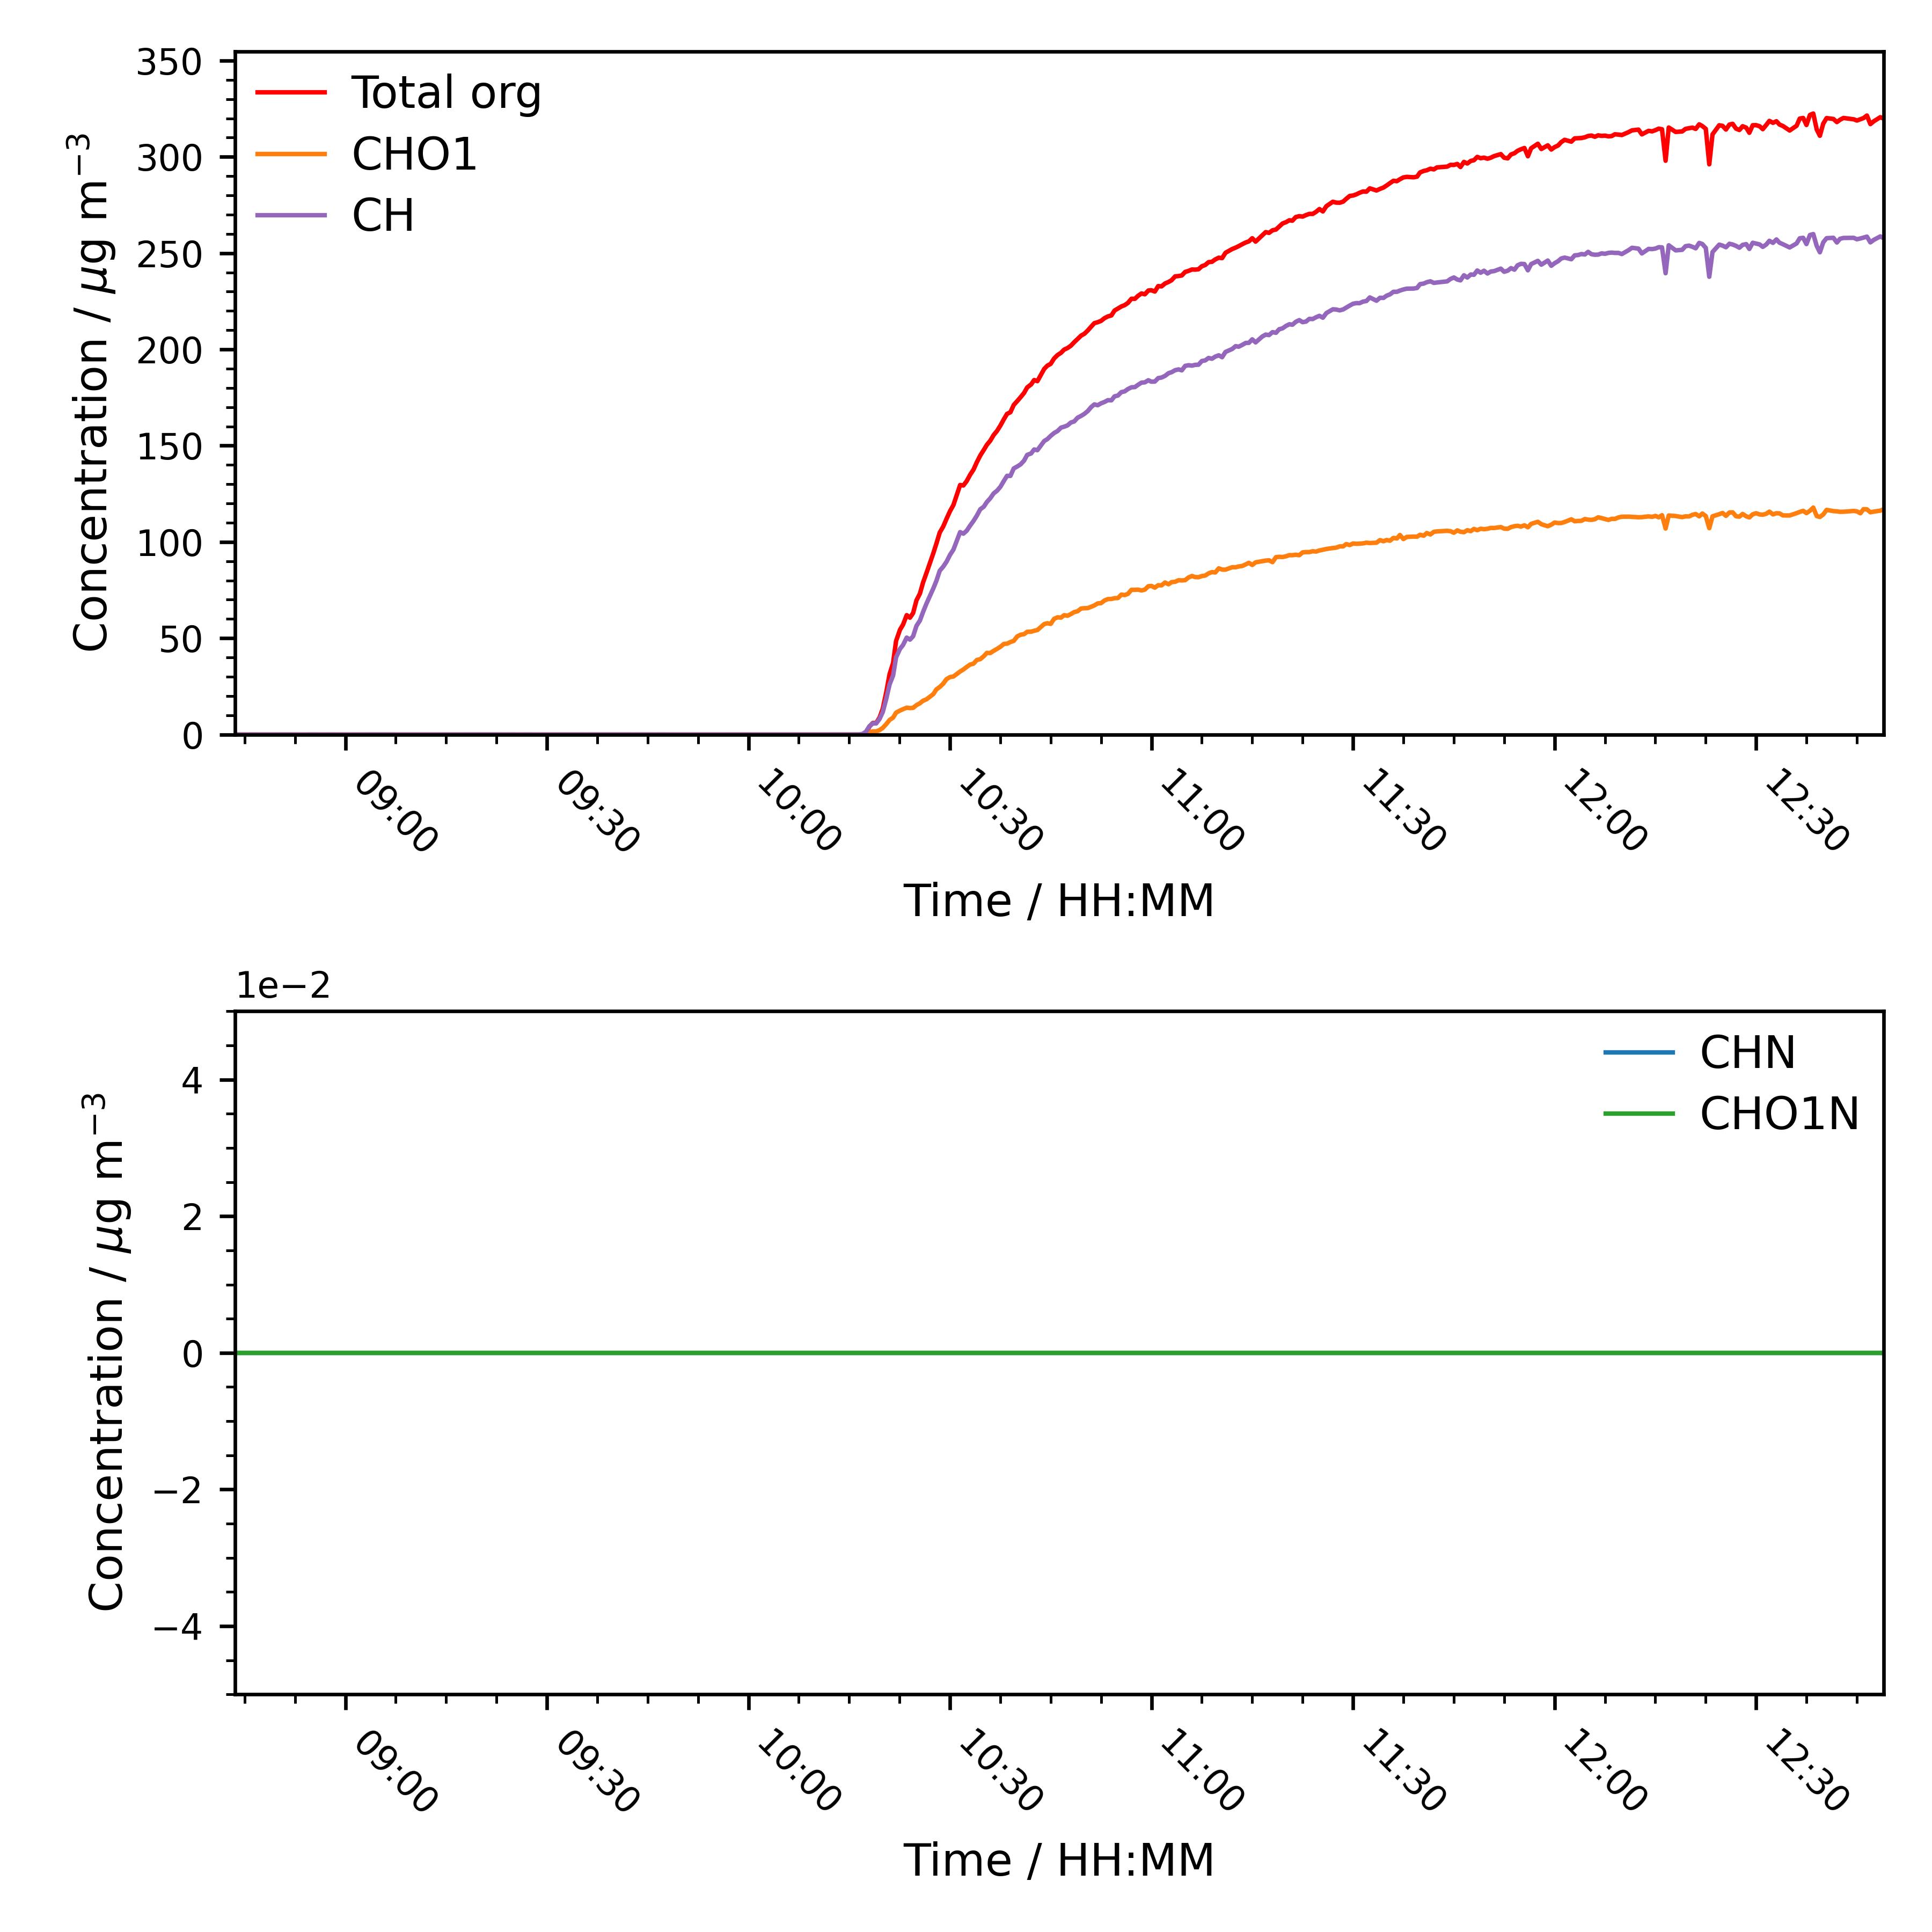 350
300
250
200
150
100
50
0
Concentration / μg m⁻³
Total org
CHO1
CH
09:00 09:30 10:00 10:30 11:00 11:30 12:00 12:30
Time / HH:MM
1e−2
4
2
0
−2
−4
Concentration / μg m⁻³
CHN
CHO1N
09:00 09:30 10:00 10:30 11:00 11:30 12:00 12:30
Time / HH:MM